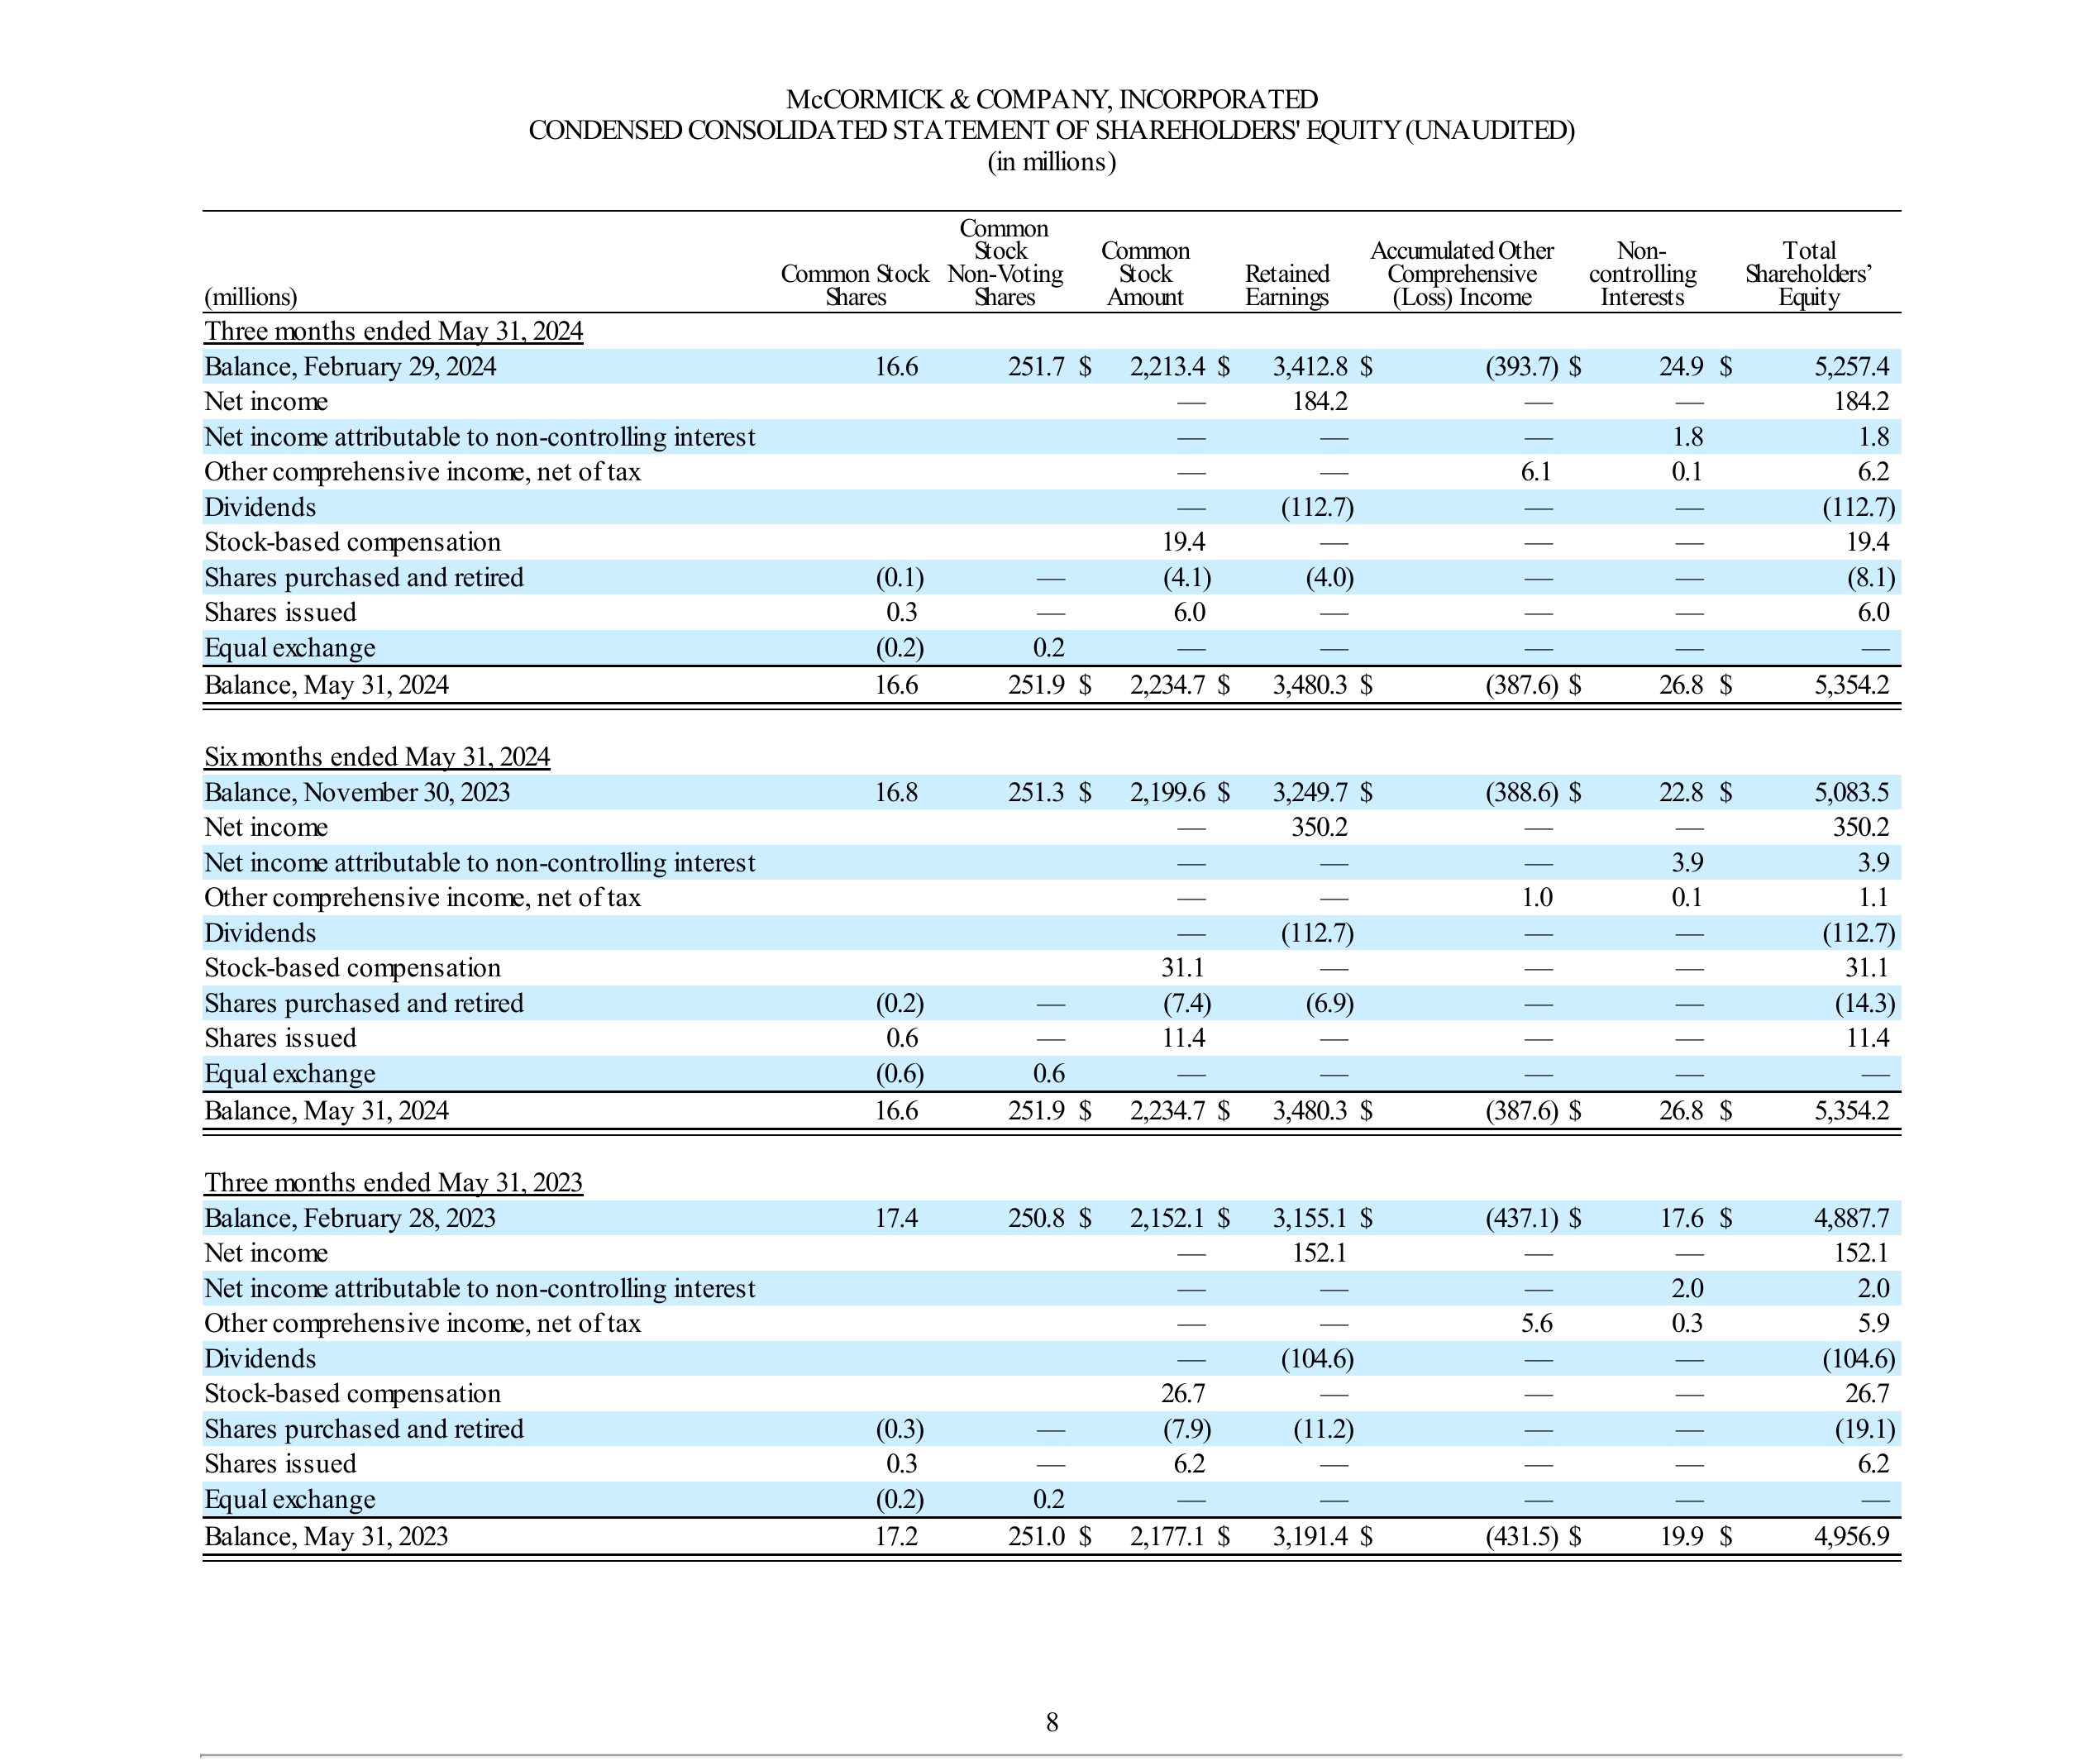 McCORMICK & COMPANY, INCORPORATED
CONDENSED CONSOLIDATED STATEMENT OF SHAREHOLDERS' EQUITY (UNAUDITED)
(in millions)
(millions) Common Stock Shares Common Stock Non-Voting Shares Common Stock Amount Retained Earnings Accumulated Other Comprehensive (Loss) Income Non-controlling Interests Total Shareholders’ Equity
Three months ended May 31, 2024
Balance, February 29, 2024 16.6 251.7 $ 2,213.4 $ 3,412.8 $ (393.7) $ 24.9 $ 5,257.4
Net income — 184.2 — — 184.2
Net income attributable to non-controlling interest — — — 1.8 1.8
Other comprehensive income, net of tax — — 6.1 0.1 6.2
Dividends — (112.7) — — (112.7)
Stock-based compensation 19.4 — — — 19.4
Shares purchased and retired (0.1) — (4.1) (4.0) — — (8.1)
Shares issued 0.3 — 6.0 — — — 6.0
Equal exchange (0.2) 0.2 — — — — —
Balance, May 31, 2024 16.6 251.9 $ 2,234.7 $ 3,480.3 $ (387.6) $ 26.8 $ 5,354.2
Six months ended May 31, 2024
Balance, November 30, 2023 16.8 251.3 $ 2,199.6 $ 3,249.7 $ (388.6) $ 22.8 $ 5,083.5
Net income — 350.2 — — 350.2
Net income attributable to non-controlling interest — — — 3.9 3.9
Other comprehensive income, net of tax — — 1.0 0.1 1.1
Dividends — (112.7) — — (112.7)
Stock-based compensation 31.1 — — — 31.1
Shares purchased and retired (0.2) — (7.4) (6.9) — — (14.3)
Shares issued 0.6 — 11.4 — — — 11.4
Equal exchange (0.6) 0.6 — — — — —
Balance, May 31, 2024 16.6 251.9 $ 2,234.7 $ 3,480.3 $ (387.6) $ 26.8 $ 5,354.2
Three months ended May 31, 2023
Balance, February 28, 2023 17.4 250.8 $ 2,152.1 $ 3,155.1 $ (437.1) $ 17.6 $ 4,887.7
Net income — 152.1 — — 152.1
Net income attributable to non-controlling interest — — — 2.0 2.0
Other comprehensive income, net of tax — — 5.6 0.3 5.9
Dividends — (104.6) — — (104.6)
Stock-based compensation 26.7 — — — 26.7
Shares purchased and retired (0.3) — (7.9) (11.2) — — (19.1)
Shares issued 0.3 — 6.2 — — — 6.2
Equal exchange (0.2) 0.2 — — — — —
Balance, May 31, 2023 17.2 251.0 $ 2,177.1 $ 3,191.4 $ (431.5) $ 19.9 $ 4,956.9
8